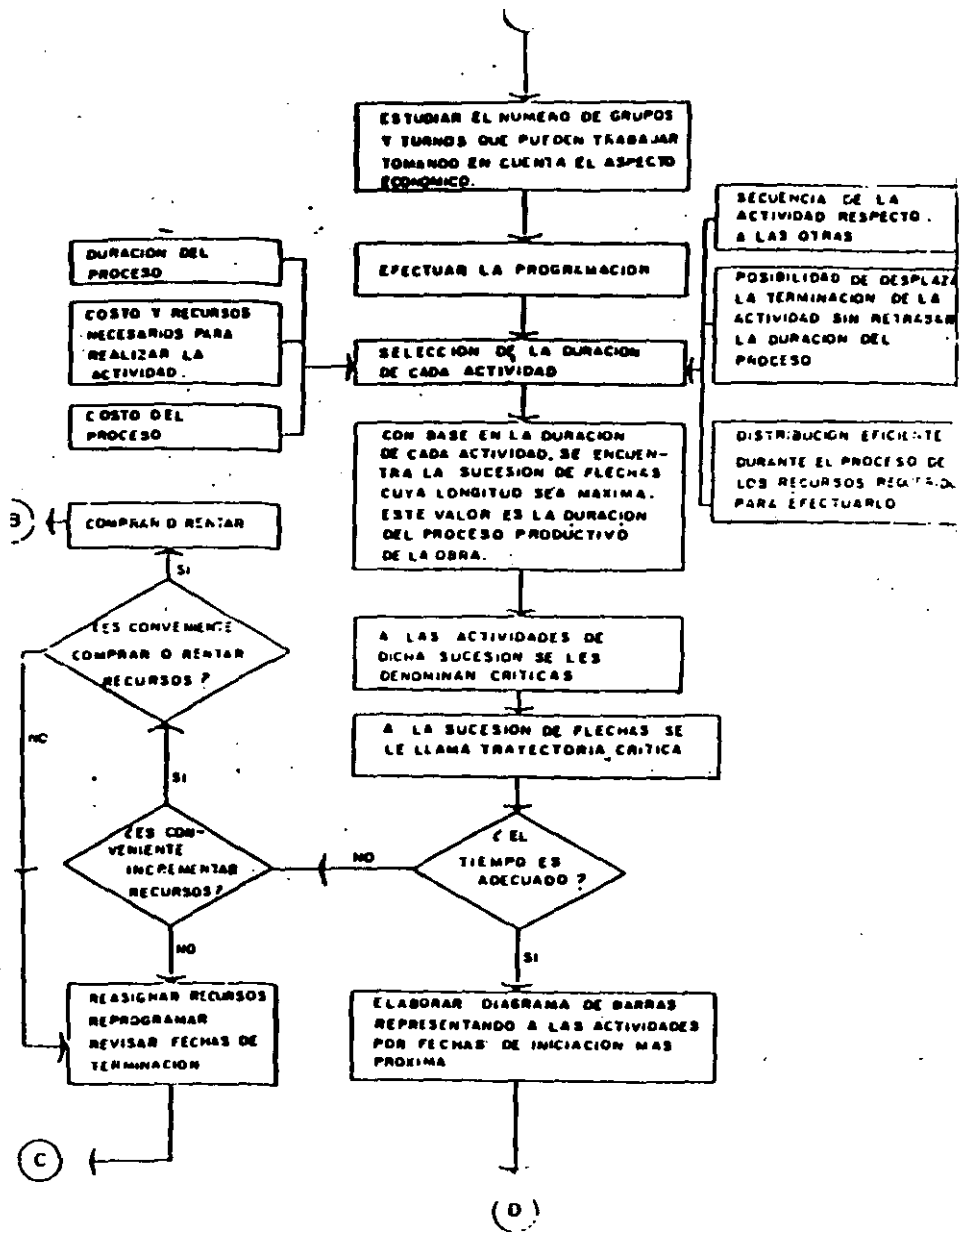 ESTUDIAR EL NUMERO DE GRUPOS
Y TURNOS QUE PUEDEN TRABAJAR
TOMANDO EN CUENTA EL ASPECTO
ECONOMICO.
EFECTUAR LA PROGRAMACION
SELECCION DE LA DURACION
DE CADA ACTIVIDAD
DURACION DEL
PROCESO
COSTO Y RECURSOS
NECESARIOS PARA
REALIZAR LA
ACTIVIDAD.
COSTO DEL
PROCESO
SECUENCIA DE LA
ACTIVIDAD RESPECTO.
A LAS OTRAS
POSIBILIDAD DE DESPLAZA
LA TERMINACION DE LA
ACTIVIDAD SIN RETRASAR
LA DURACION DEL
PROCESO
DISTRIBUCION EFICIENTE
DURANTE EL PROCESO DE
LOS RECURSOS
PARA EFECTUARLO
CON BASE EN LA DURACION
DE CADA ACTIVIDAD, SE ENCUEN-
TRA LA SUCESION DE FLECHAS
CUYA LONGITUD SEA MAXIMA.
ESTE VALOR ES LA DURACION
DEL PROCESO PRODUCTIVO
DE LA OBRA.
A LAS ACTIVIDADES DE
DICHA SUCESION SE LES
DENOMINAN CRITICAS
A LA SUCESION DE FLECHAS SE
LE LLAMA TRAYECTORIA CRITICA
¿ EL
TIEMPO ES
ADECUADO ?
NO
SI
ELABORAR DIAGRAMA DE BARRAS
REPRESENTANDO A LAS ACTIVIDADES
POR FECHAS DE INICIACION MAS
PROXIMA
D
¿ES CON-
VENIENTE
INCREMENTAR
RECURSOS?
SI
NO
¿ES CONVENIENTE
COMPRAR O RENTAR
RECURSOS?
SI
NO
COMPRAR O RENTAR
B
REASIGNAR RECURSOS
REPROGRAMAR
REVISAR FECHAS DE
TERMINACION
C